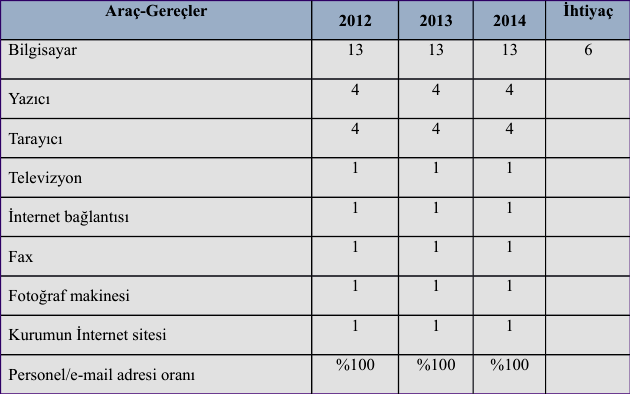 Araç-Gereçler 2012 2013 2014 İhtiyaç
Bilgisayar 13 13 13 6
Yazıcı 4 4 4
Tarayıcı 4 4 4
Televizyon 1 1 1
İnternet bağlantısı 1 1 1
Fax 1 1 1
Fotoğraf makinesi 1 1 1
Kurumun İnternet sitesi 1 1 1
Personel/e-mail adresi oranı %100 %100 %100